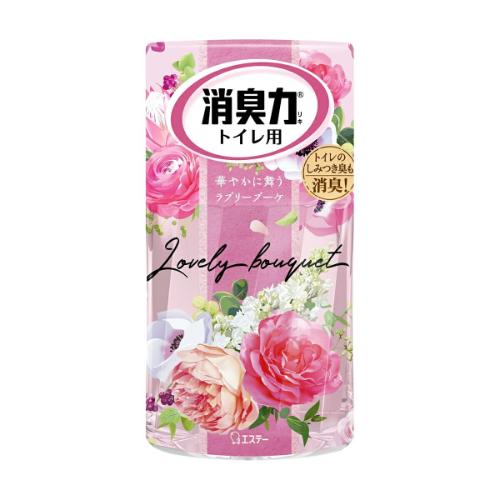 消臭力®
リキ
トイレ用
トイレの
しみつき臭も
消臭!
華やかに舞う
ラブリーブーケ
Lovely bouquet
エステー